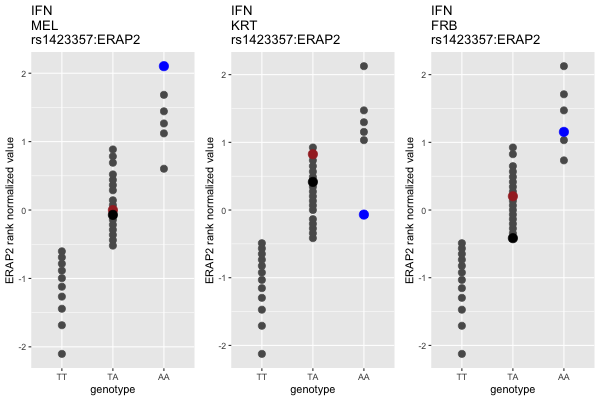 IFN
MEL
rs1423357:ERAP2
ERAP2 rank normalized value
2
1
0
-1
-2
TT
TA
AA
genotype
IFN
KRT
rs1423357:ERAP2
ERAP2 rank normalized value
2
1
0
-1
-2
TT
TA
AA
genotype
IFN
FRB
rs1423357:ERAP2
ERAP2 rank normalized value
2
1
0
-1
-2
TT
TA
AA
genotype